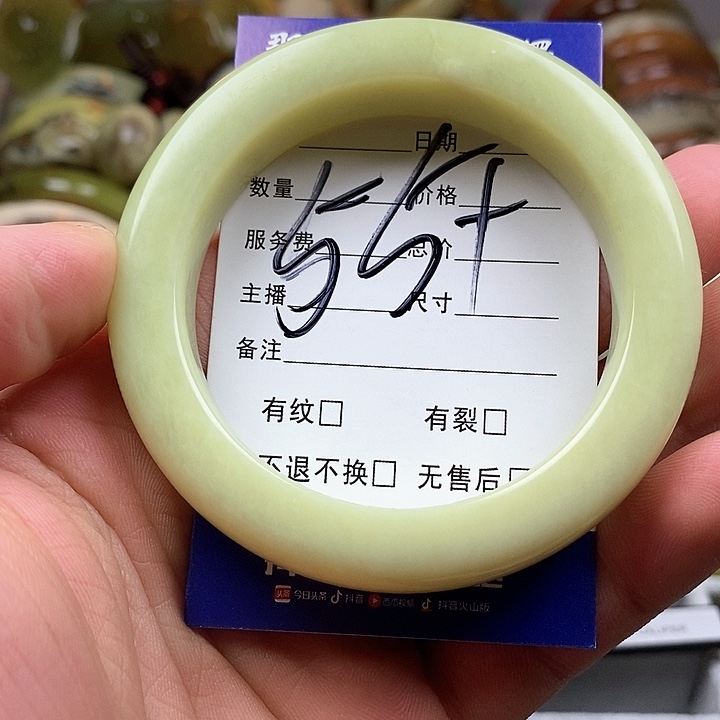 日期
数量 价格
服务费 总价
主播 尺寸
55+
备注
有纹□ 有裂□
不退不换□ 无售后□
头条 今日头条 抖音 西瓜视频 抖音火山版